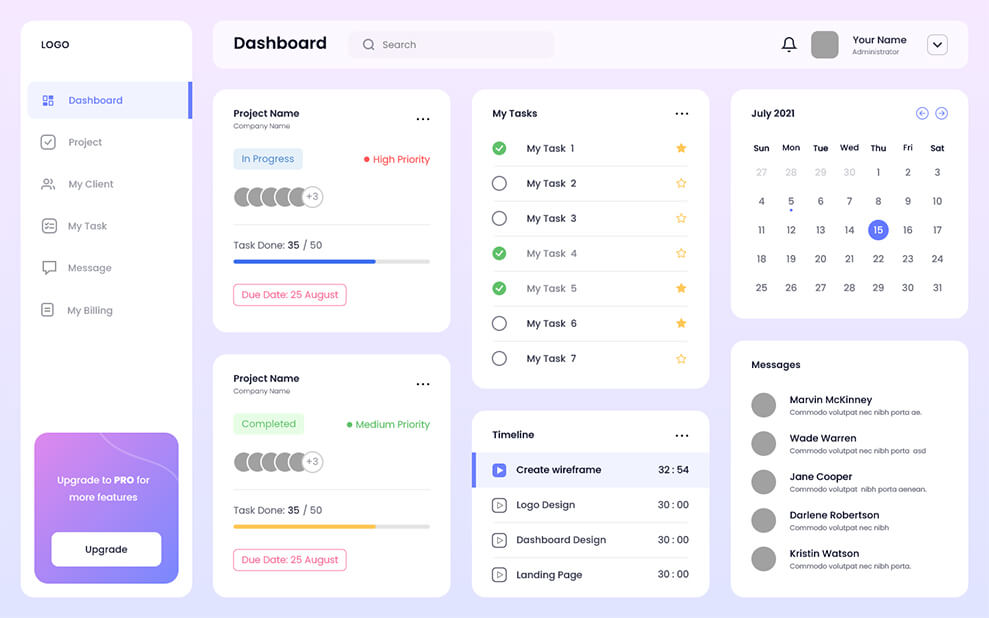 LOGO
Dashboard
Project
My Client
My Task
Message
My Billing
Upgrade to PRO for
more features
Upgrade
Dashboard
Search
Your Name
Administrator
Project Name
Company Name
In Progress
High Priority
+3
Task Done: 35 / 50
Due Date: 25 August
Project Name
Company Name
Completed
Medium Priority
+3
Task Done: 35 / 50
Due Date: 25 August
My Tasks
My Task 1
My Task 2
My Task 3
My Task 4
My Task 5
My Task 6
My Task 7
Timeline
Create wireframe 32 : 54
Logo Design 30 : 00
Dashboard Design 30 : 00
Landing Page 30 : 00
July 2021
Sun Mon Tue Wed Thu Fri Sat
27 28 29 30 1 2 3
4 5 6 7 8 9 10
11 12 13 14 15 16 17
18 19 20 21 22 23 24
25 26 27 28 29 30 31
Messages
Marvin McKinney
Commodo volutpat nec nibh porta ae.
Wade Warren
Commodo volutpat nec nibh porta asd
Jane Cooper
Commodo volutpat nibh porta aenean.
Darlene Robertson
Commodo volutpat nec nibh
Kristin Watson
Commodo volutpat nec nibh porta.